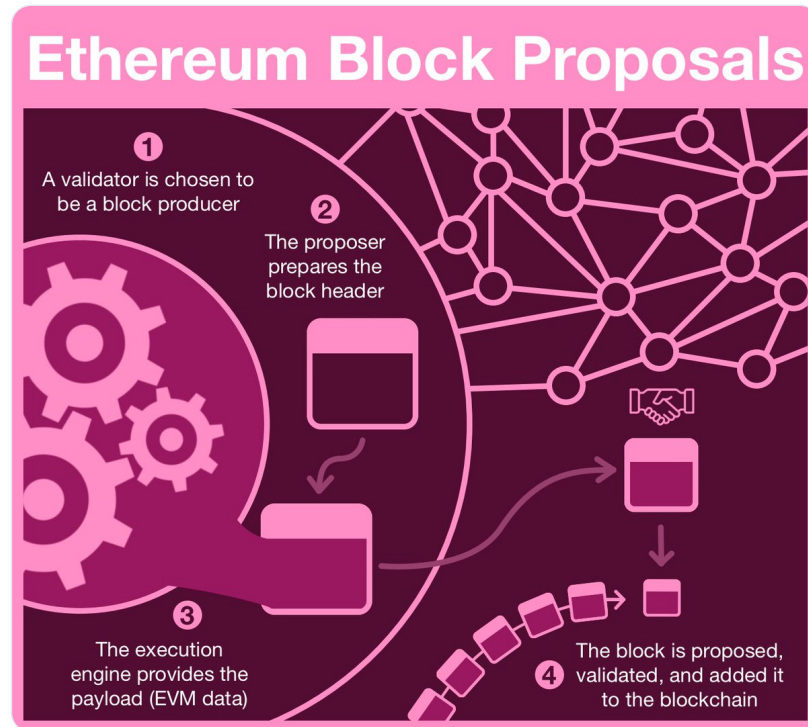 Ethereum Block Proposals
1
A validator is chosen to
be a block producer
2
The proposer
prepares the
block header
3
The execution
engine provides the
payload (EVM data)
4
The block is proposed,
validated, and added it
to the blockchain